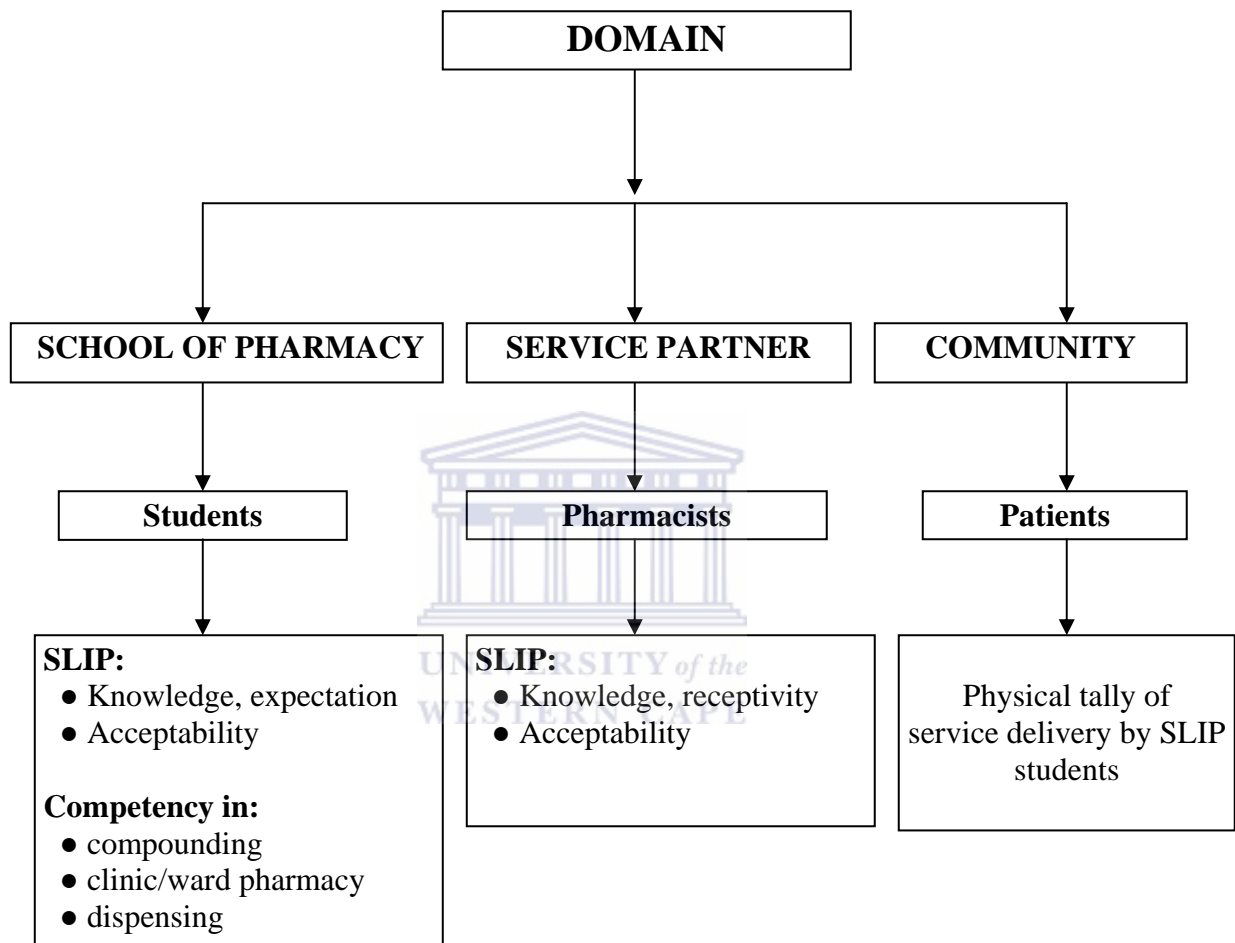 DOMAIN
SCHOOL OF PHARMACY
SERVICE PARTNER
COMMUNITY
Students
Pharmacists
Patients
SLIP:
● Knowledge, expectation
● Acceptability
Competency in:
● compounding
● clinic/ward pharmacy
● dispensing
SLIP:
● Knowledge, receptivity
● Acceptability
Physical tally of
service delivery by SLIP
students
UNIVERSITY of the
WESTERN CAPE